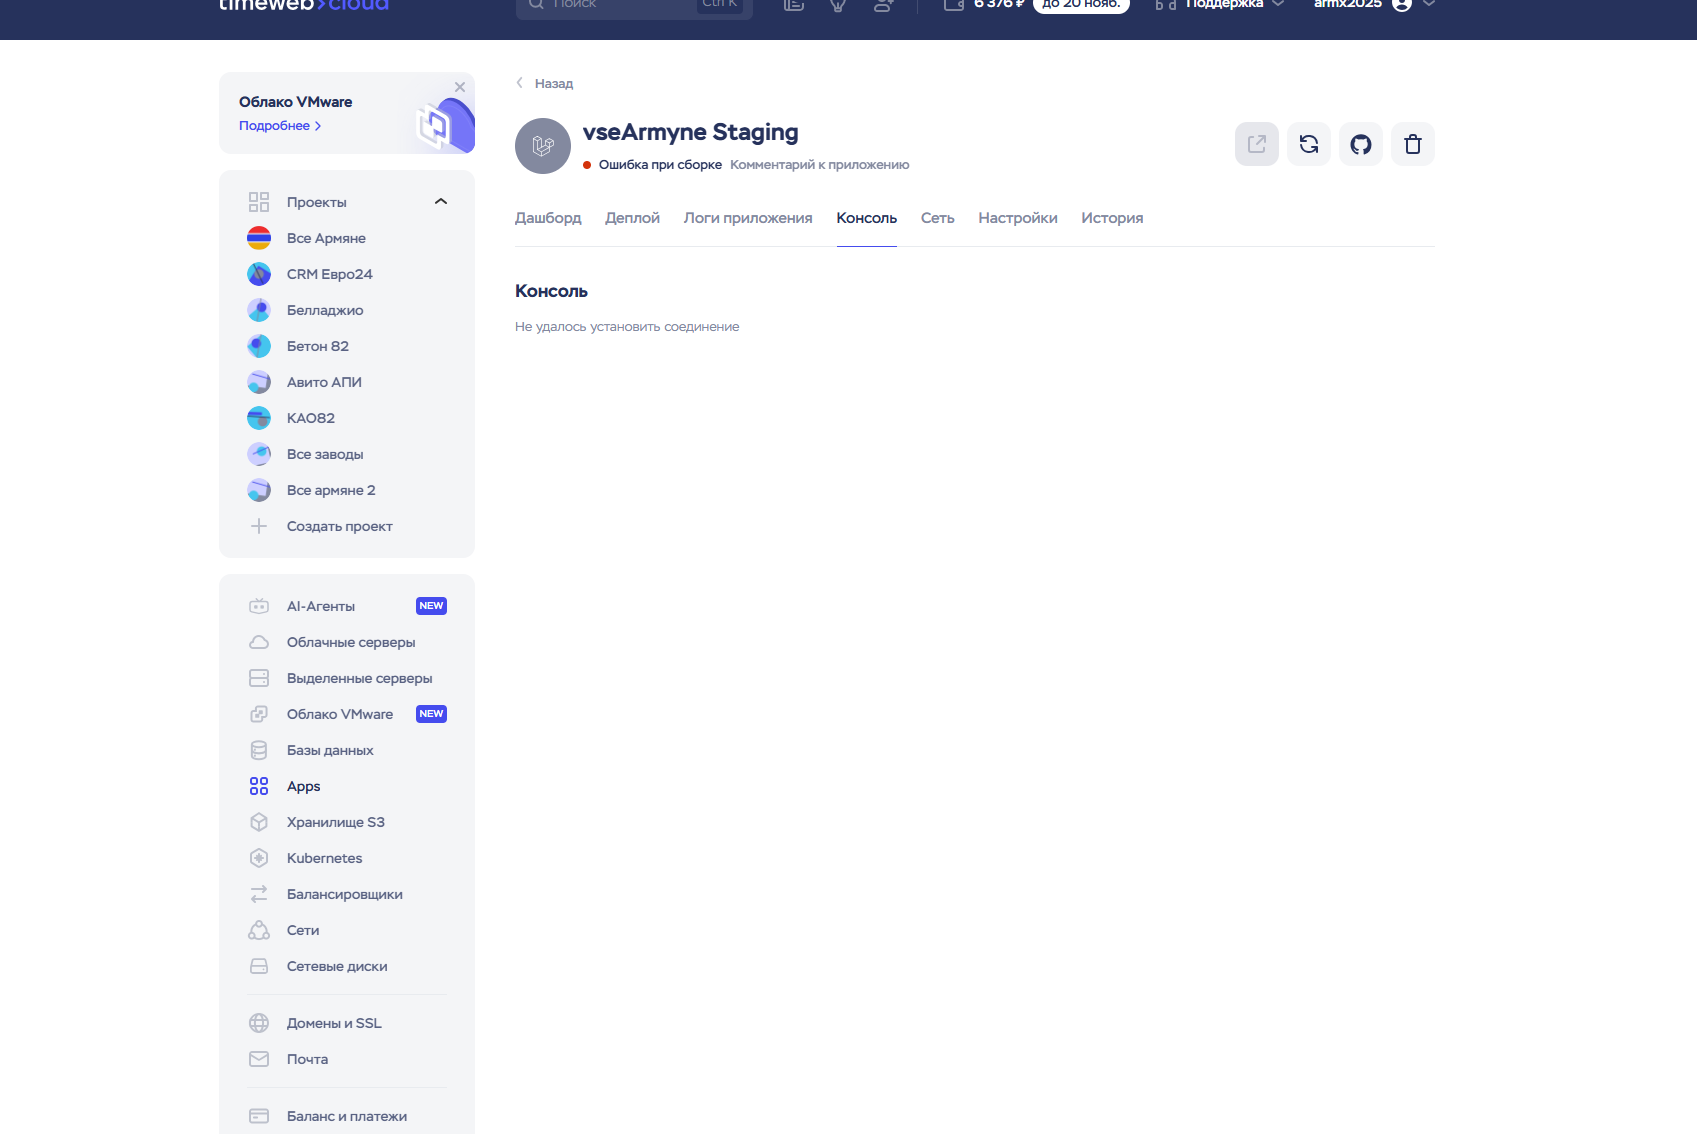 timeweb>cloud
Поиск
Ctrl K
6 376 ₽
до 20 нояб.
Поддержка
armx2025
Облако VMware
Подробнее
Проекты
Все Армяне
CRM Евро24
Белладжио
Бетон 82
Авито АПИ
КАО82
Все заводы
Все армяне 2
Создать проект
AI-Агенты
NEW
Облачные серверы
Выделенные серверы
Облако VMware
NEW
Базы данных
Apps
Хранилище S3
Kubernetes
Балансировщики
Сети
Сетевые диски
Домены и SSL
Почта
Баланс и платежи
Назад
vseArmyne Staging
Ошибка при сборке Комментарий к приложению
Дашборд Деплой Логи приложения Консоль Сеть Настройки История
Консоль
Не удалось установить соединение